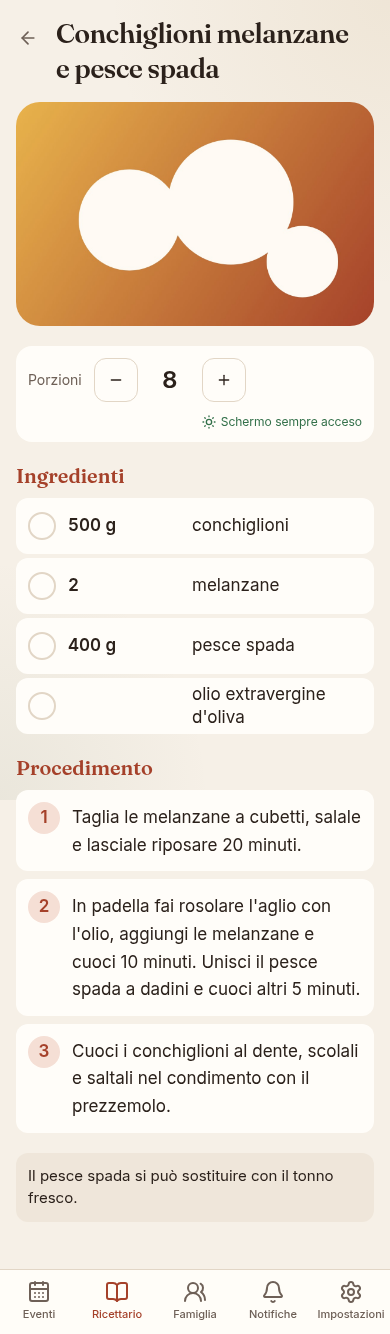 Conchiglioni melanzane
e pesce spada
Porzioni
8
Schermo sempre acceso
Ingredienti
500 g conchiglioni
2 melanzane
400 g pesce spada
olio extravergine
d'oliva
Procedimento
1 Taglia le melanzane a cubetti, salale
e lasciale riposare 20 minuti.
2 In padella fai rosolare l'aglio con
l'olio, aggiungi le melanzane e
cuoci 10 minuti. Unisci il pesce
spada a dadini e cuoci altri 5 minuti.
3 Cuoci i conchiglioni al dente, scolali
e saltali nel condimento con il
prezzemolo.
Il pesce spada si può sostituire con il tonno
fresco.
Eventi Ricettario Famiglia Notifiche Impostazioni